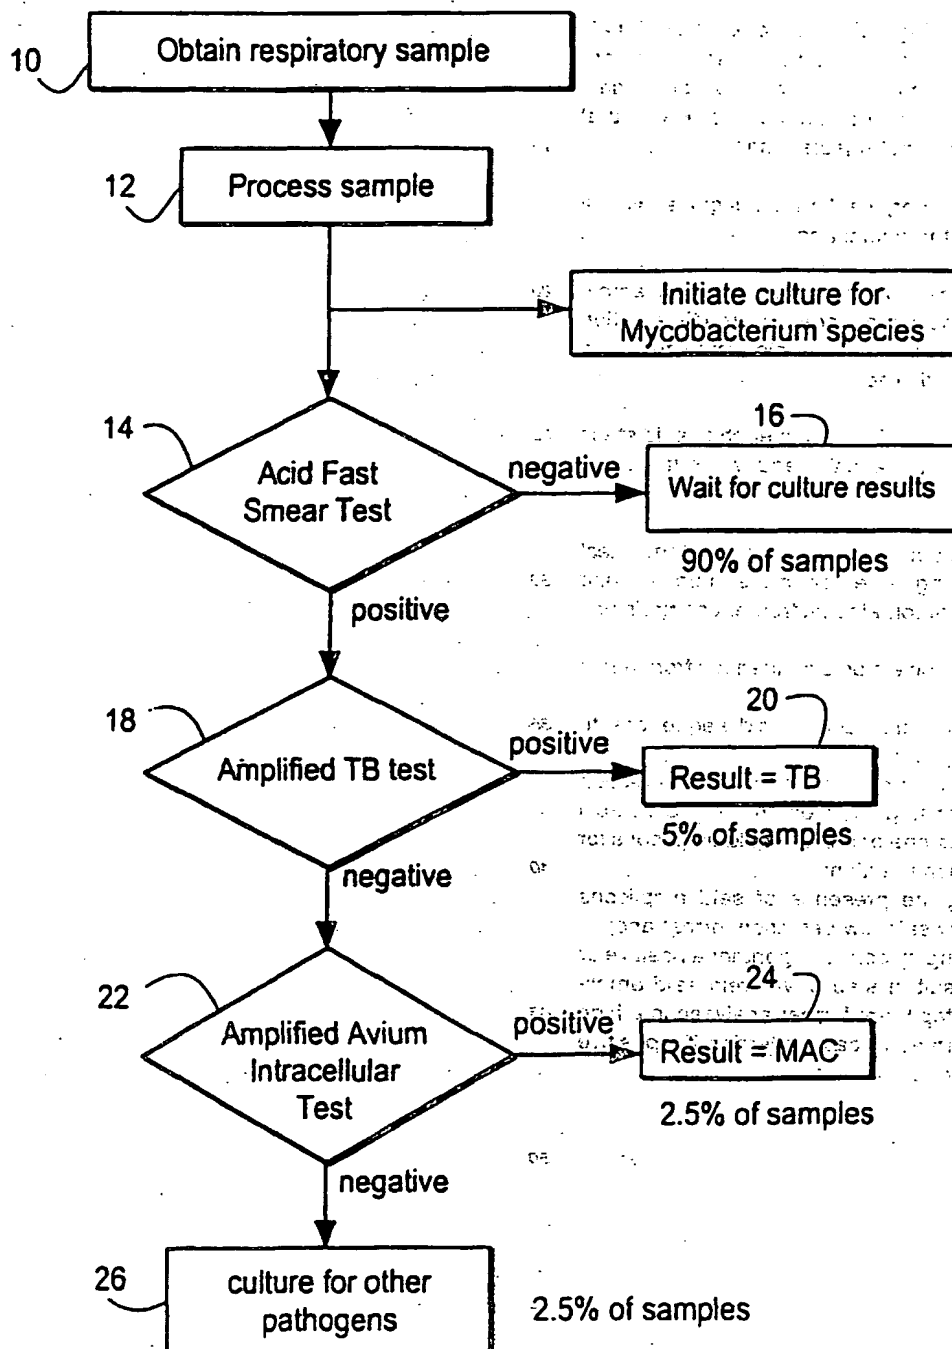 10
Obtain respiratory sample
12
Process sample
Initiate culture for
Mycobacterium species
14
Acid Fast
Smear Test
negative
16
Wait for culture results
90% of samples
positive
18
Amplified TB test
positive
20
Result = TB
5% of samples
negative
22
Amplified Avium
Intracellular
Test
positive
24
Result = MAC
2.5% of samples
negative
26
culture for other
pathogens
2.5% of samples